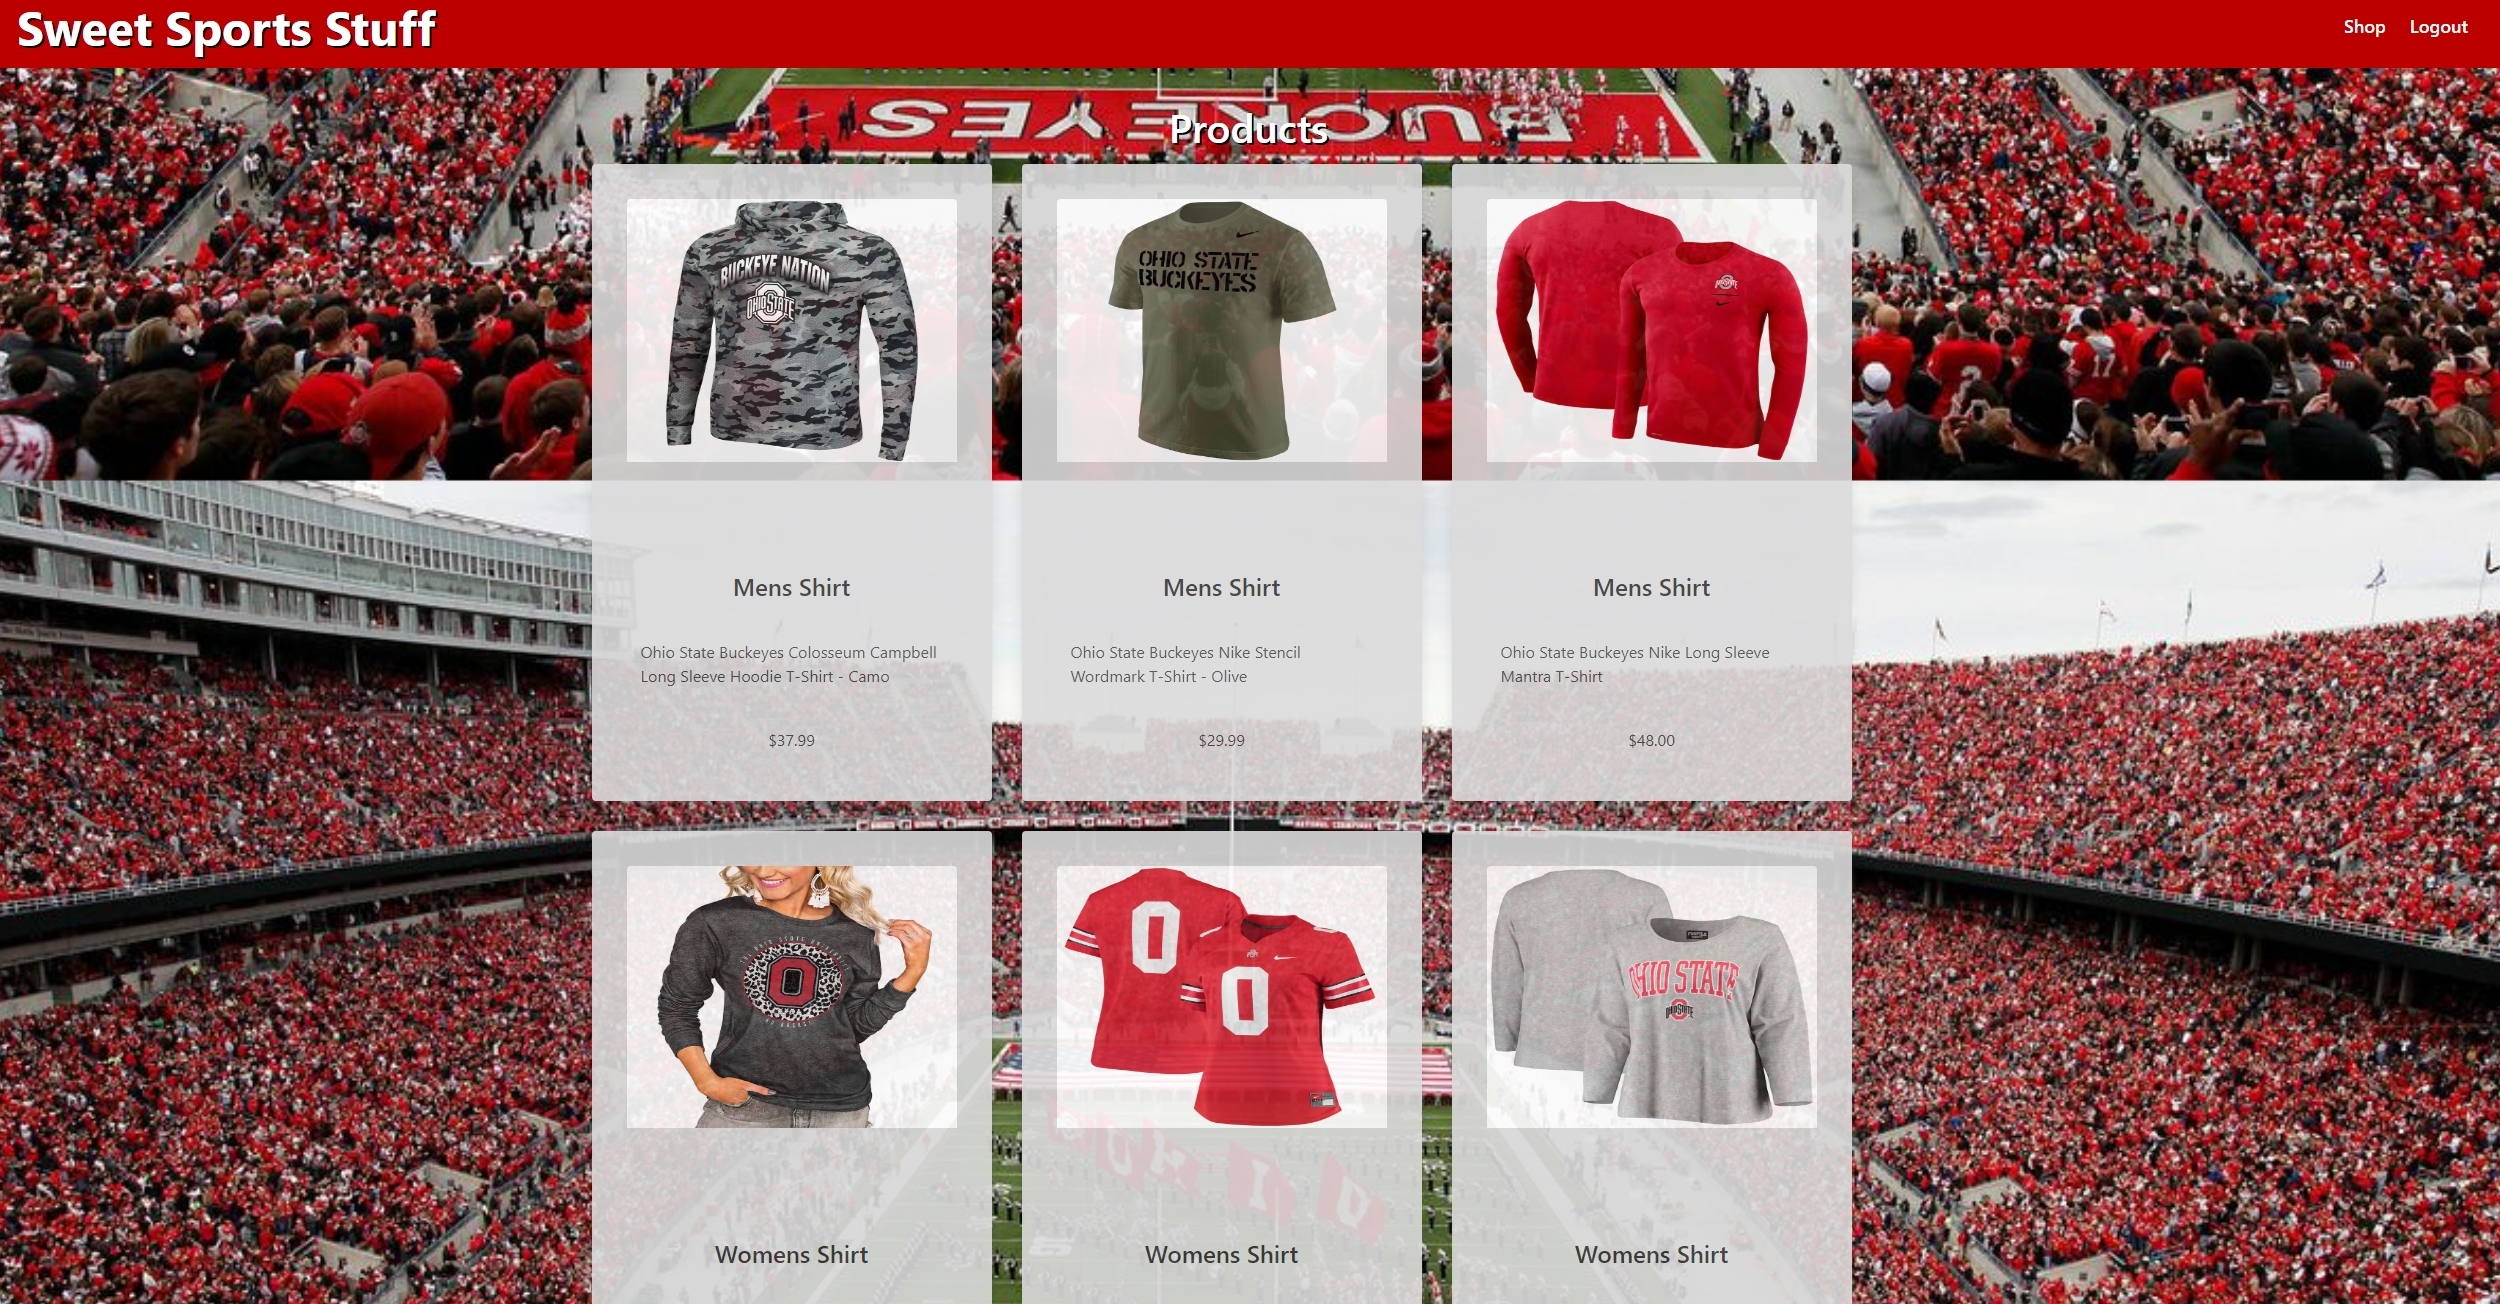 Sweet Sports Stuff
Shop Logout
BUCKEYES
Products
BUCKEYE NATION
OHIO STATE
OHIO STATE
BUCKEYES
Mens Shirt
Ohio State Buckeyes Colosseum Campbell
Long Sleeve Hoodie T-Shirt - Camo
$37.99
Mens Shirt
Ohio State Buckeyes Nike Stencil
Wordmark T-Shirt - Olive
$29.99
Mens Shirt
Ohio State Buckeyes Nike Long Sleeve
Mantra T-Shirt
$48.00
O
0
0
OHIO STATE
OHIO STATE
Womens Shirt
Womens Shirt
Womens Shirt